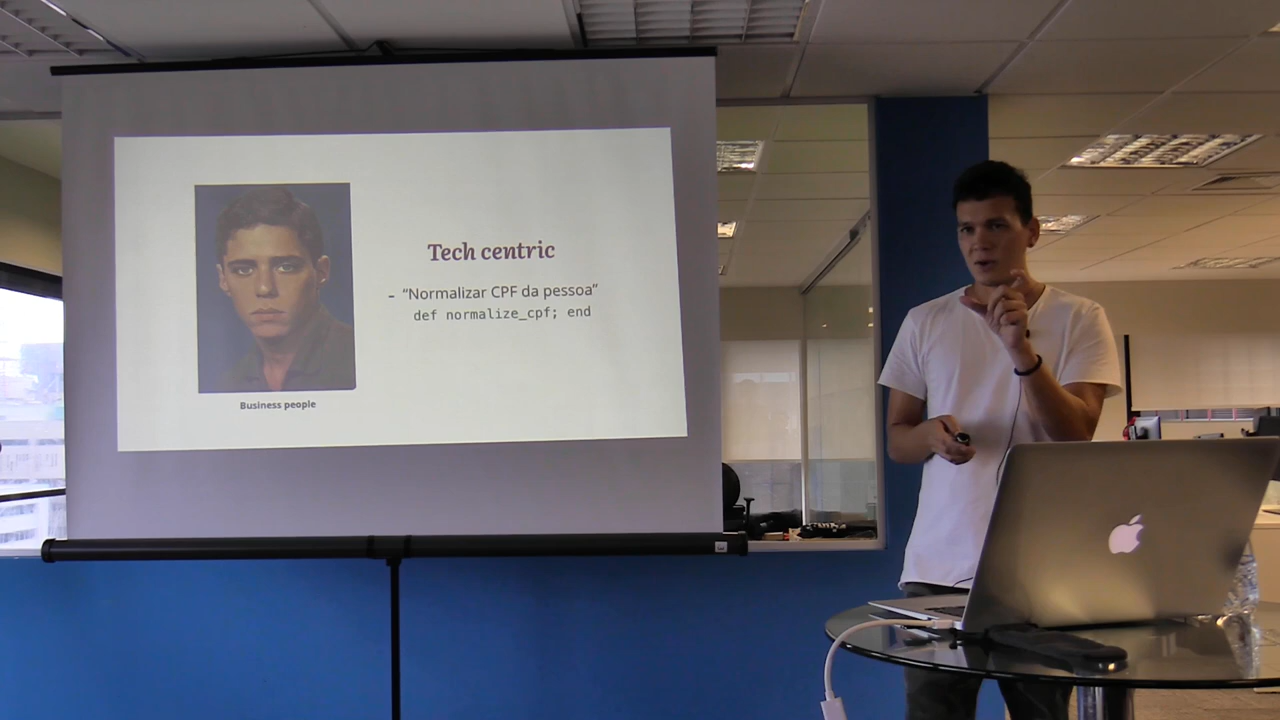 Tech centric
- “Normalizar CPF da pessoa”
def normalize_cpf; end
Business people